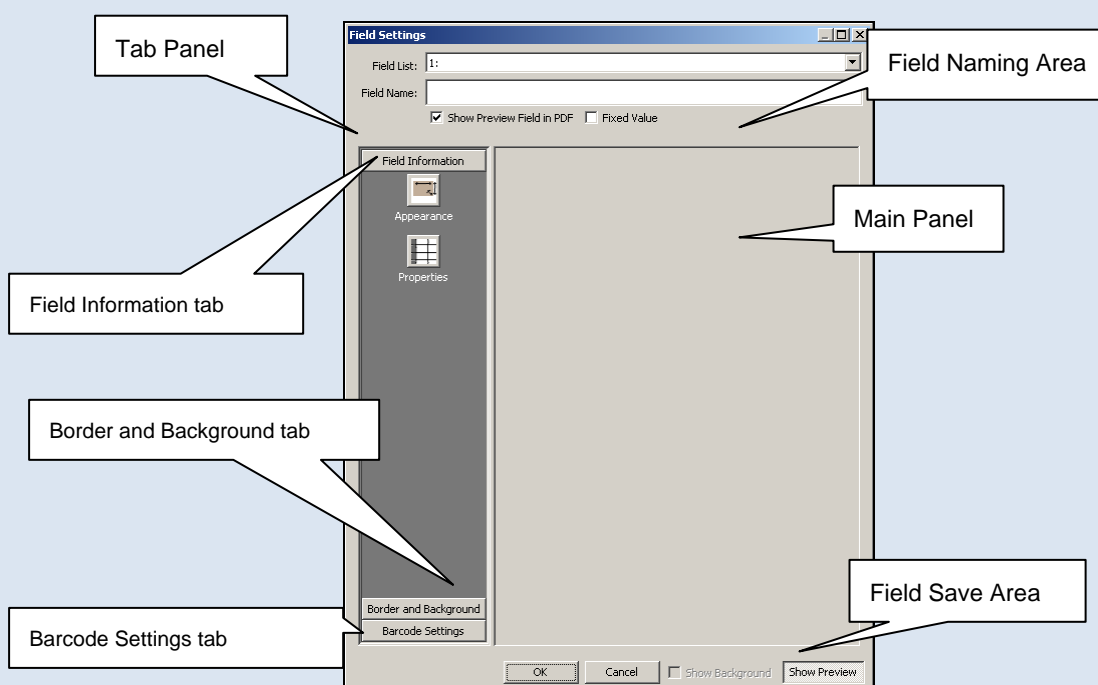 Field Settings
Tab Panel
Field List: 1:
Field Naming Area
Field Name:
Show Preview Field in PDF Fixed Value
Field Information
Appearance
Main Panel
Properties
Field Information tab
Border and Background tab
Field Save Area
Border and Background
Barcode Settings
Barcode Settings tab
OK Cancel Show Background Show Preview